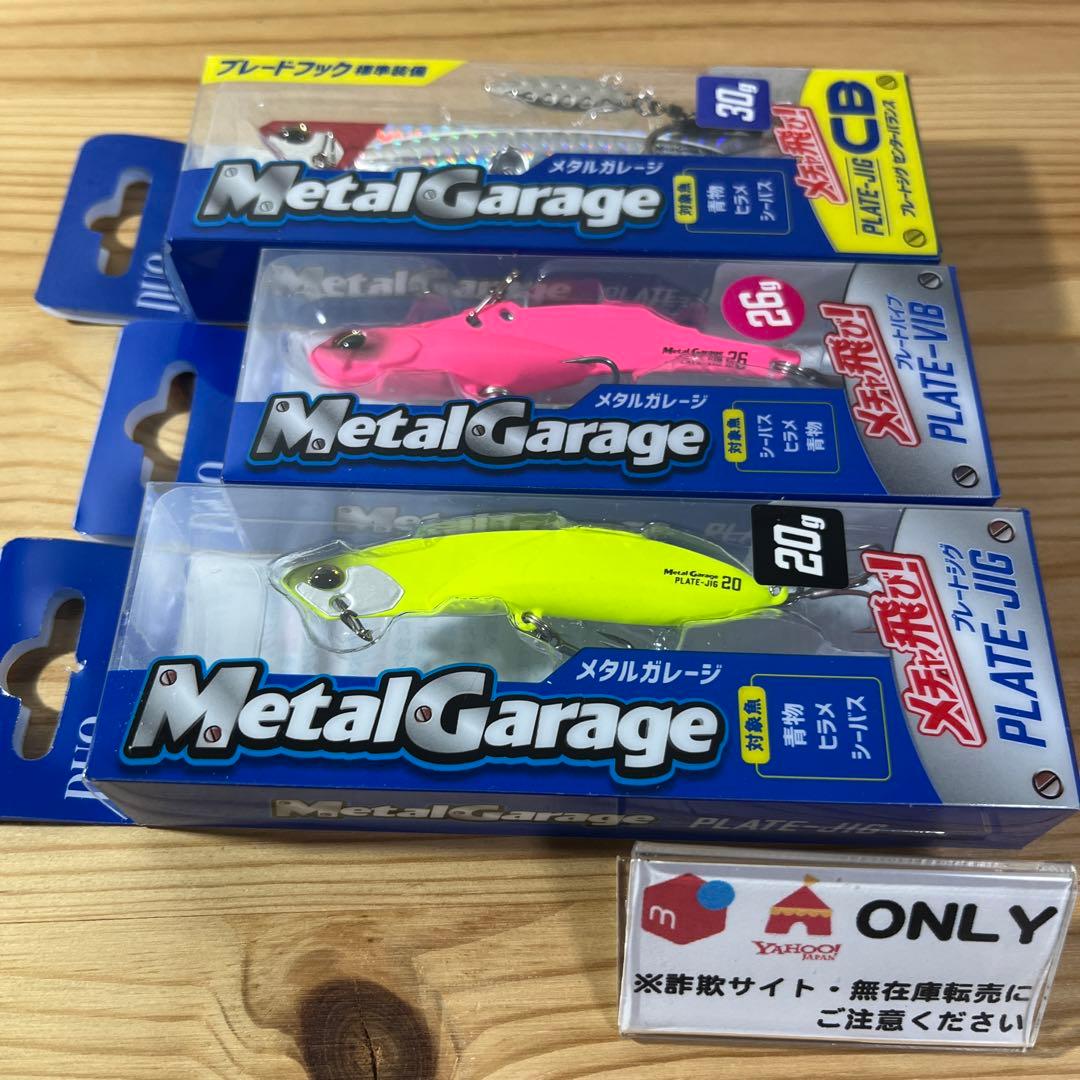 ブレードフック 標準装備
30g
メチャ飛び!
PLATE-JIG CB
ブレードジグ センターバランス
メタルガレージ
Metal Garage
対象魚
青物
ヒラメ
シーバス
DUO
Metal Garage
26g
Metal Garage
26
メチャ飛び!
プレートバイブ
PLATE-VIB
メタルガレージ
Metal Garage
対象魚
シーバス
ヒラメ
青物
DUO
20g
Metal Garage
PLATE-JIG 20
メチャ飛び!
プレートジグ
PLATE-JIG
メタルガレージ
Metal Garage
対象魚
青物
ヒラメ
シーバス
DUO
Metal Garage PLATE-JIG
m YAHOO! JAPAN ONLY
※詐欺サイト・無在庫転売に
ご注意ください